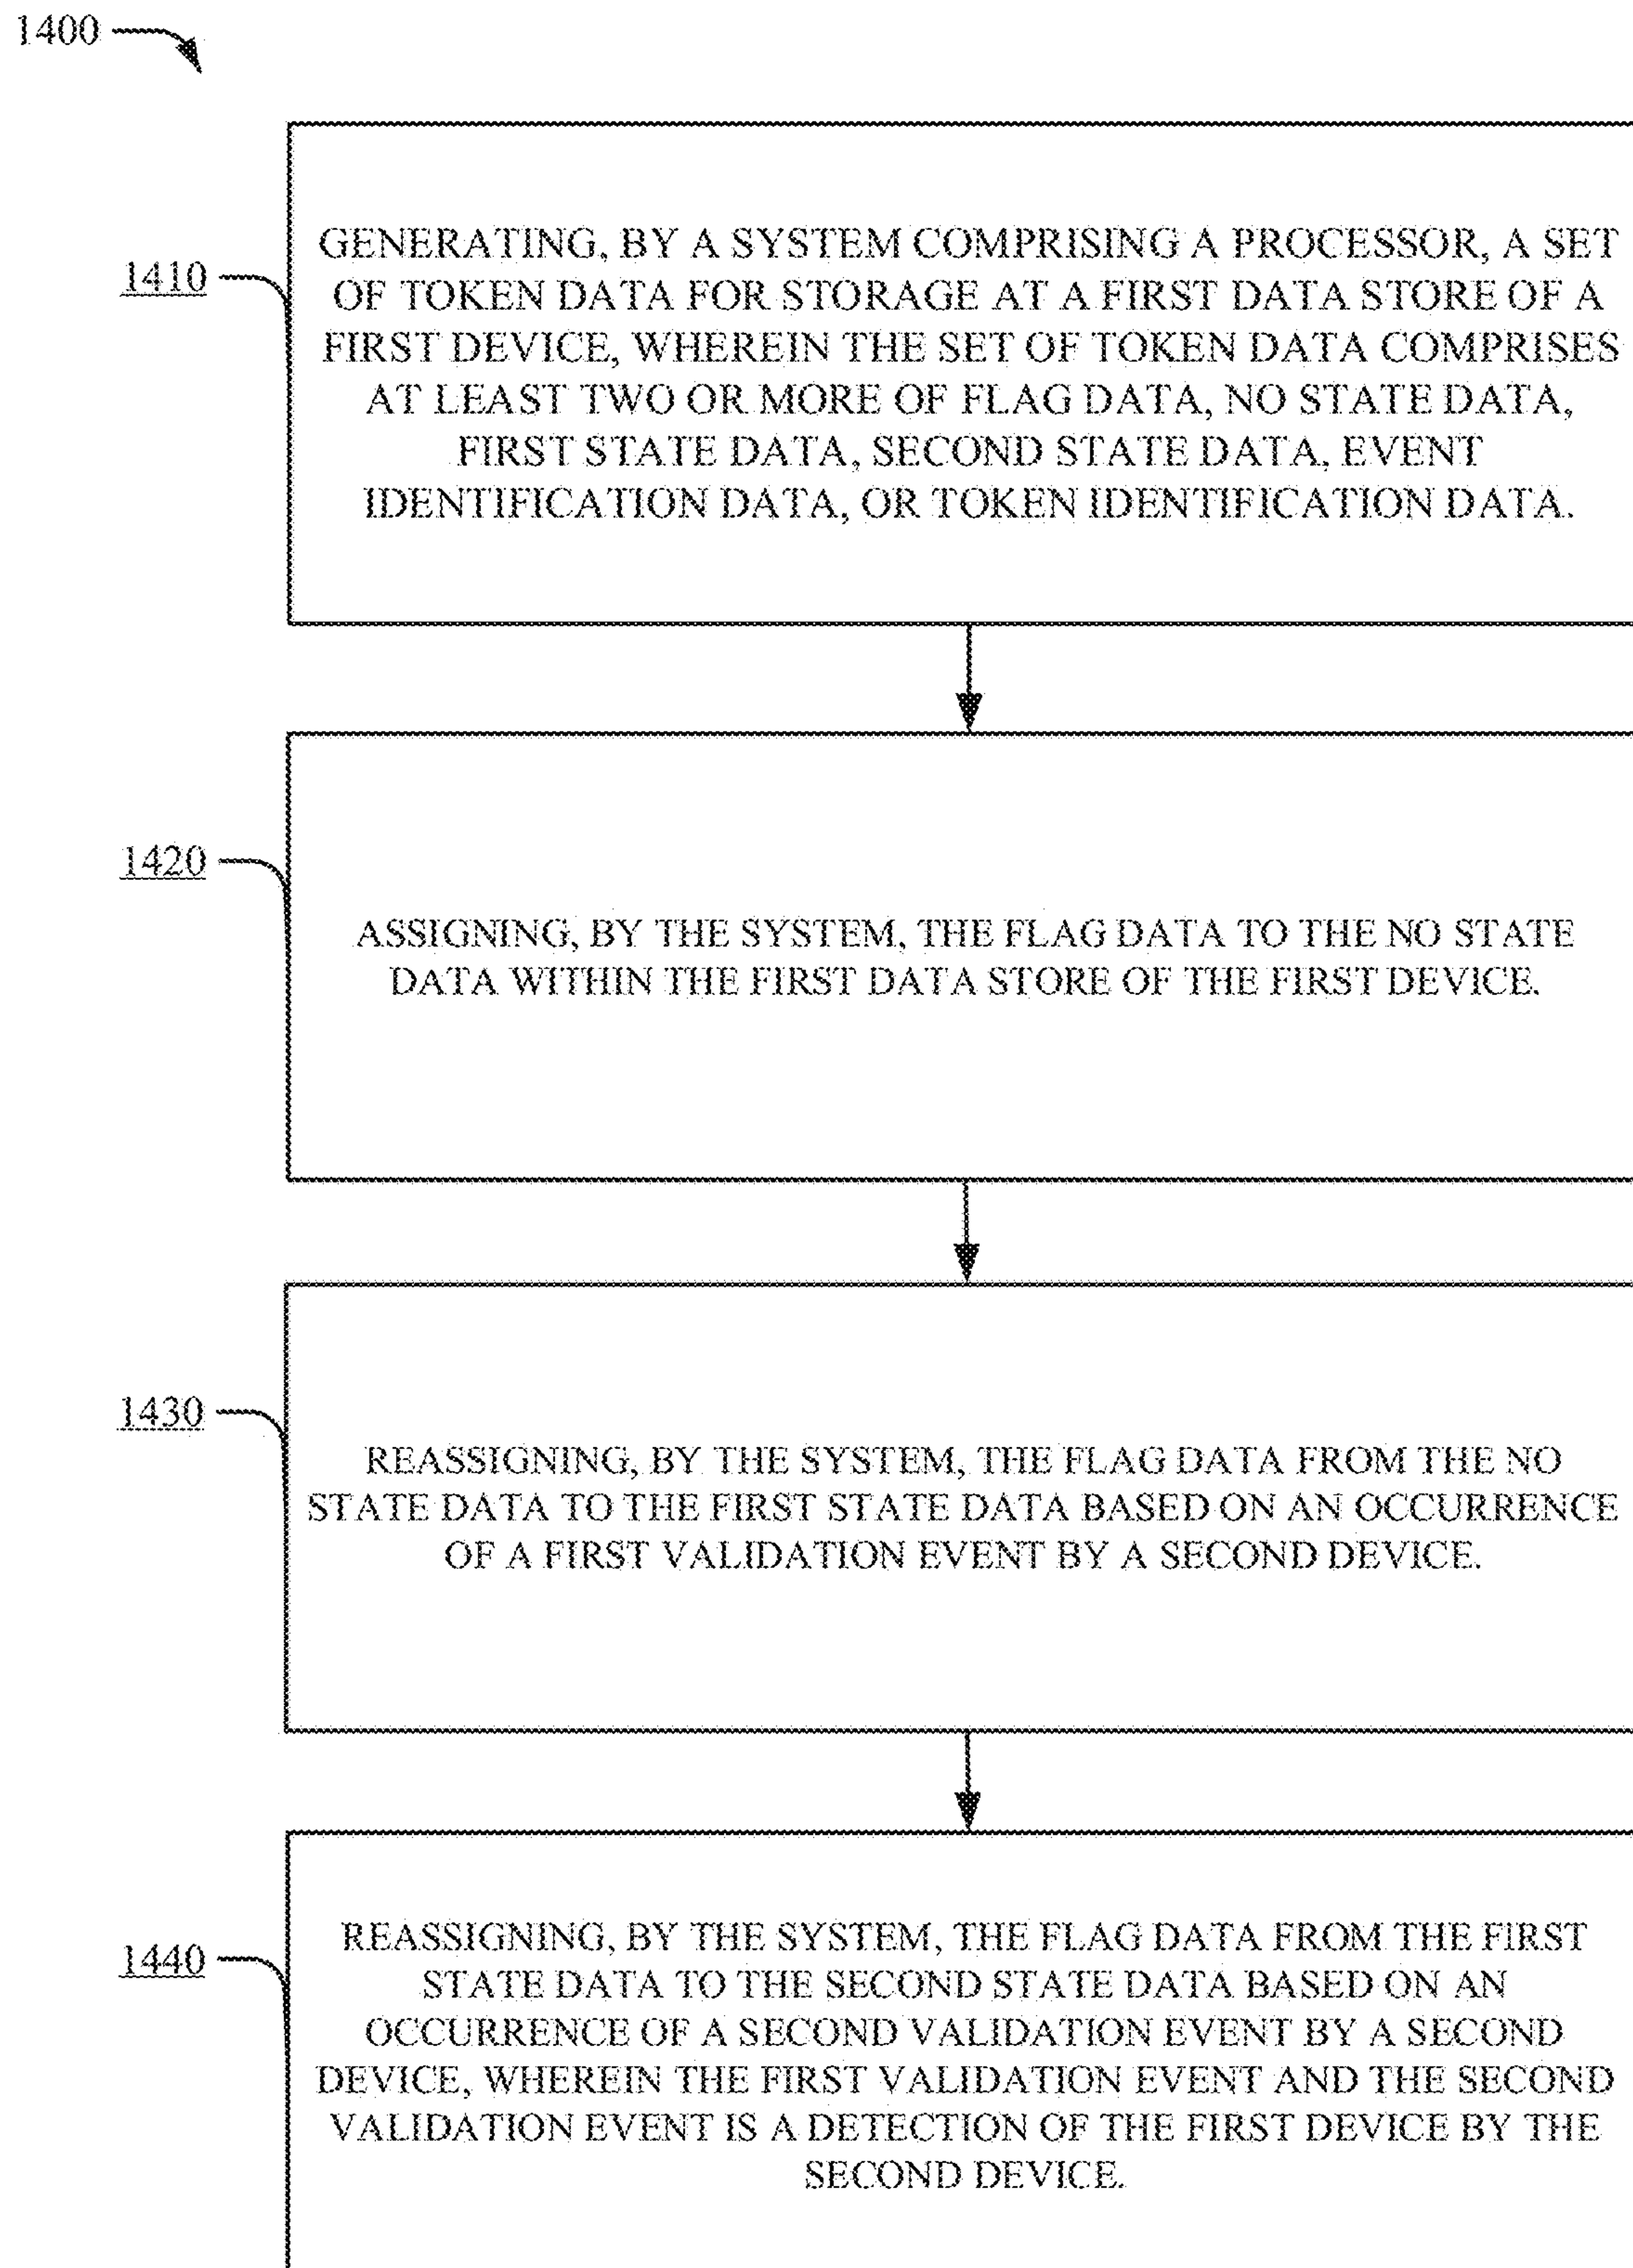 1400
1410
GENERATING, BY A SYSTEM COMPRISING A PROCESSOR, A SET
OF TOKEN DATA FOR STORAGE AT A FIRST DATA STORE OF A
FIRST DEVICE, WHEREIN THE SET OF TOKEN DATA COMPRISES
AT LEAST TWO OR MORE OF FLAG DATA, NO STATE DATA,
FIRST STATE DATA, SECOND STATE DATA, EVENT
IDENTIFICATION DATA, OR TOKEN IDENTIFICATION DATA.
1420
ASSIGNING, BY THE SYSTEM, THE FLAG DATA TO THE NO STATE
DATA WITHIN THE FIRST DATA STORE OF THE FIRST DEVICE.
1430
REASSIGNING, BY THE SYSTEM, THE FLAG DATA FROM THE NO
STATE DATA TO THE FIRST STATE DATA BASED ON AN OCCURRENCE
OF A FIRST VALIDATION EVENT BY A SECOND DEVICE.
1440
REASSIGNING, BY THE SYSTEM, THE FLAG DATA FROM THE FIRST
STATE DATA TO THE SECOND STATE DATA BASED ON AN
OCCURRENCE OF A SECOND VALIDATION EVENT BY A SECOND
DEVICE, WHEREIN THE FIRST VALIDATION EVENT AND THE SECOND
VALIDATION EVENT IS A DETECTION OF THE FIRST DEVICE BY THE
SECOND DEVICE.